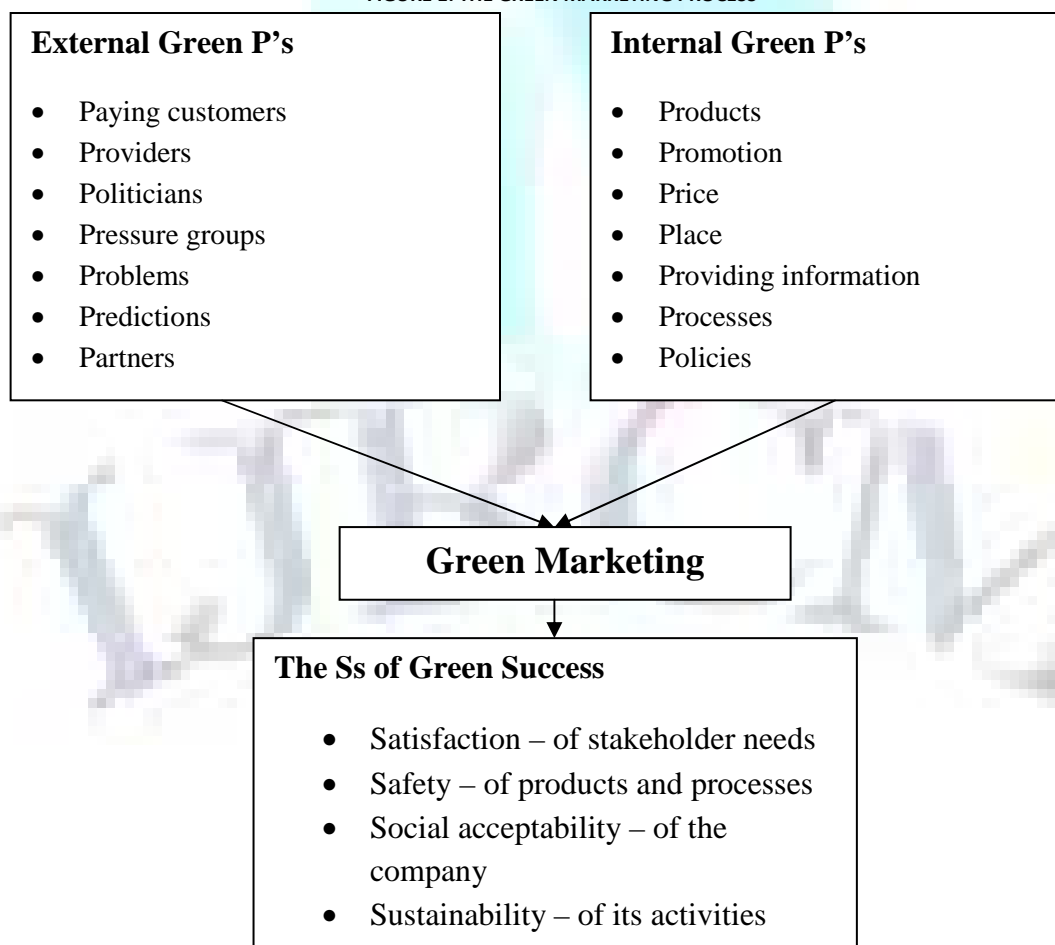 External Green P's
• Paying customers
• Providers
• Politicians
• Pressure groups
• Problems
• Predictions
• Partners
Internal Green P's
• Products
• Promotion
• Price
• Place
• Providing information
• Processes
• Policies
Green Marketing
The Ss of Green Success
• Satisfaction – of stakeholder needs
• Safety – of products and processes
• Social acceptability – of the
company
• Sustainability – of its activities